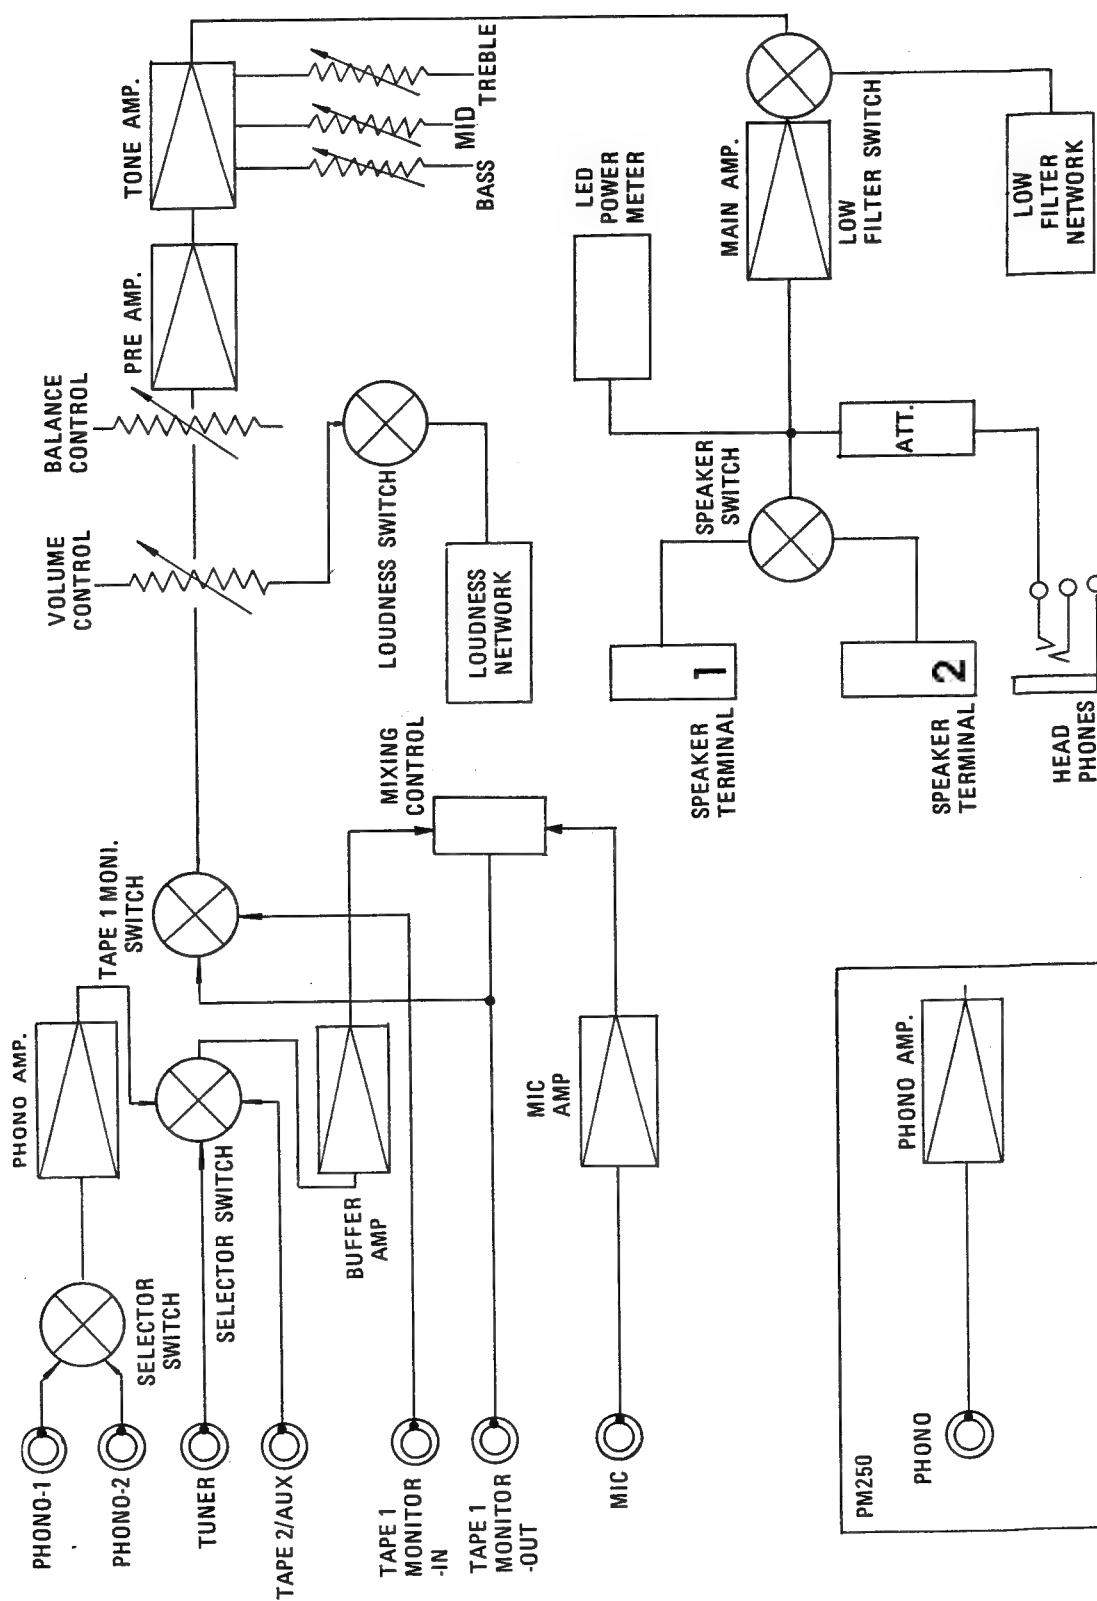 PHONO-1
PHONO-2
TUNER
TAPE 2/AUX
TAPE 1
MONITOR
-IN
TAPE 1
MONITOR
-OUT
MIC
SELECTOR
SWITCH
PHONO AMP.
SELECTOR SWITCH
BUFFER
AMP
MIC
AMP
TAPE 1 MONI.
SWITCH
MIXING
CONTROL
VOLUME
CONTROL
BALANCE
CONTROL
LOUDNESS SWITCH
LOUDNESS
NETWORK
PRE AMP.
TONE AMP.
BASS
MID
TREBLE
LED
POWER
METER
MAIN AMP.
LOW
FILTER SWITCH
LOW
FILTER
NETWORK
SPEAKER
SWITCH
ATT.
1
SPEAKER
TERMINAL
2
SPEAKER
TERMINAL
HEAD
PHONES
PM250
PHONO
PHONO AMP.